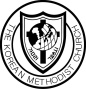 THE KOREAN METHODIST CHURCH